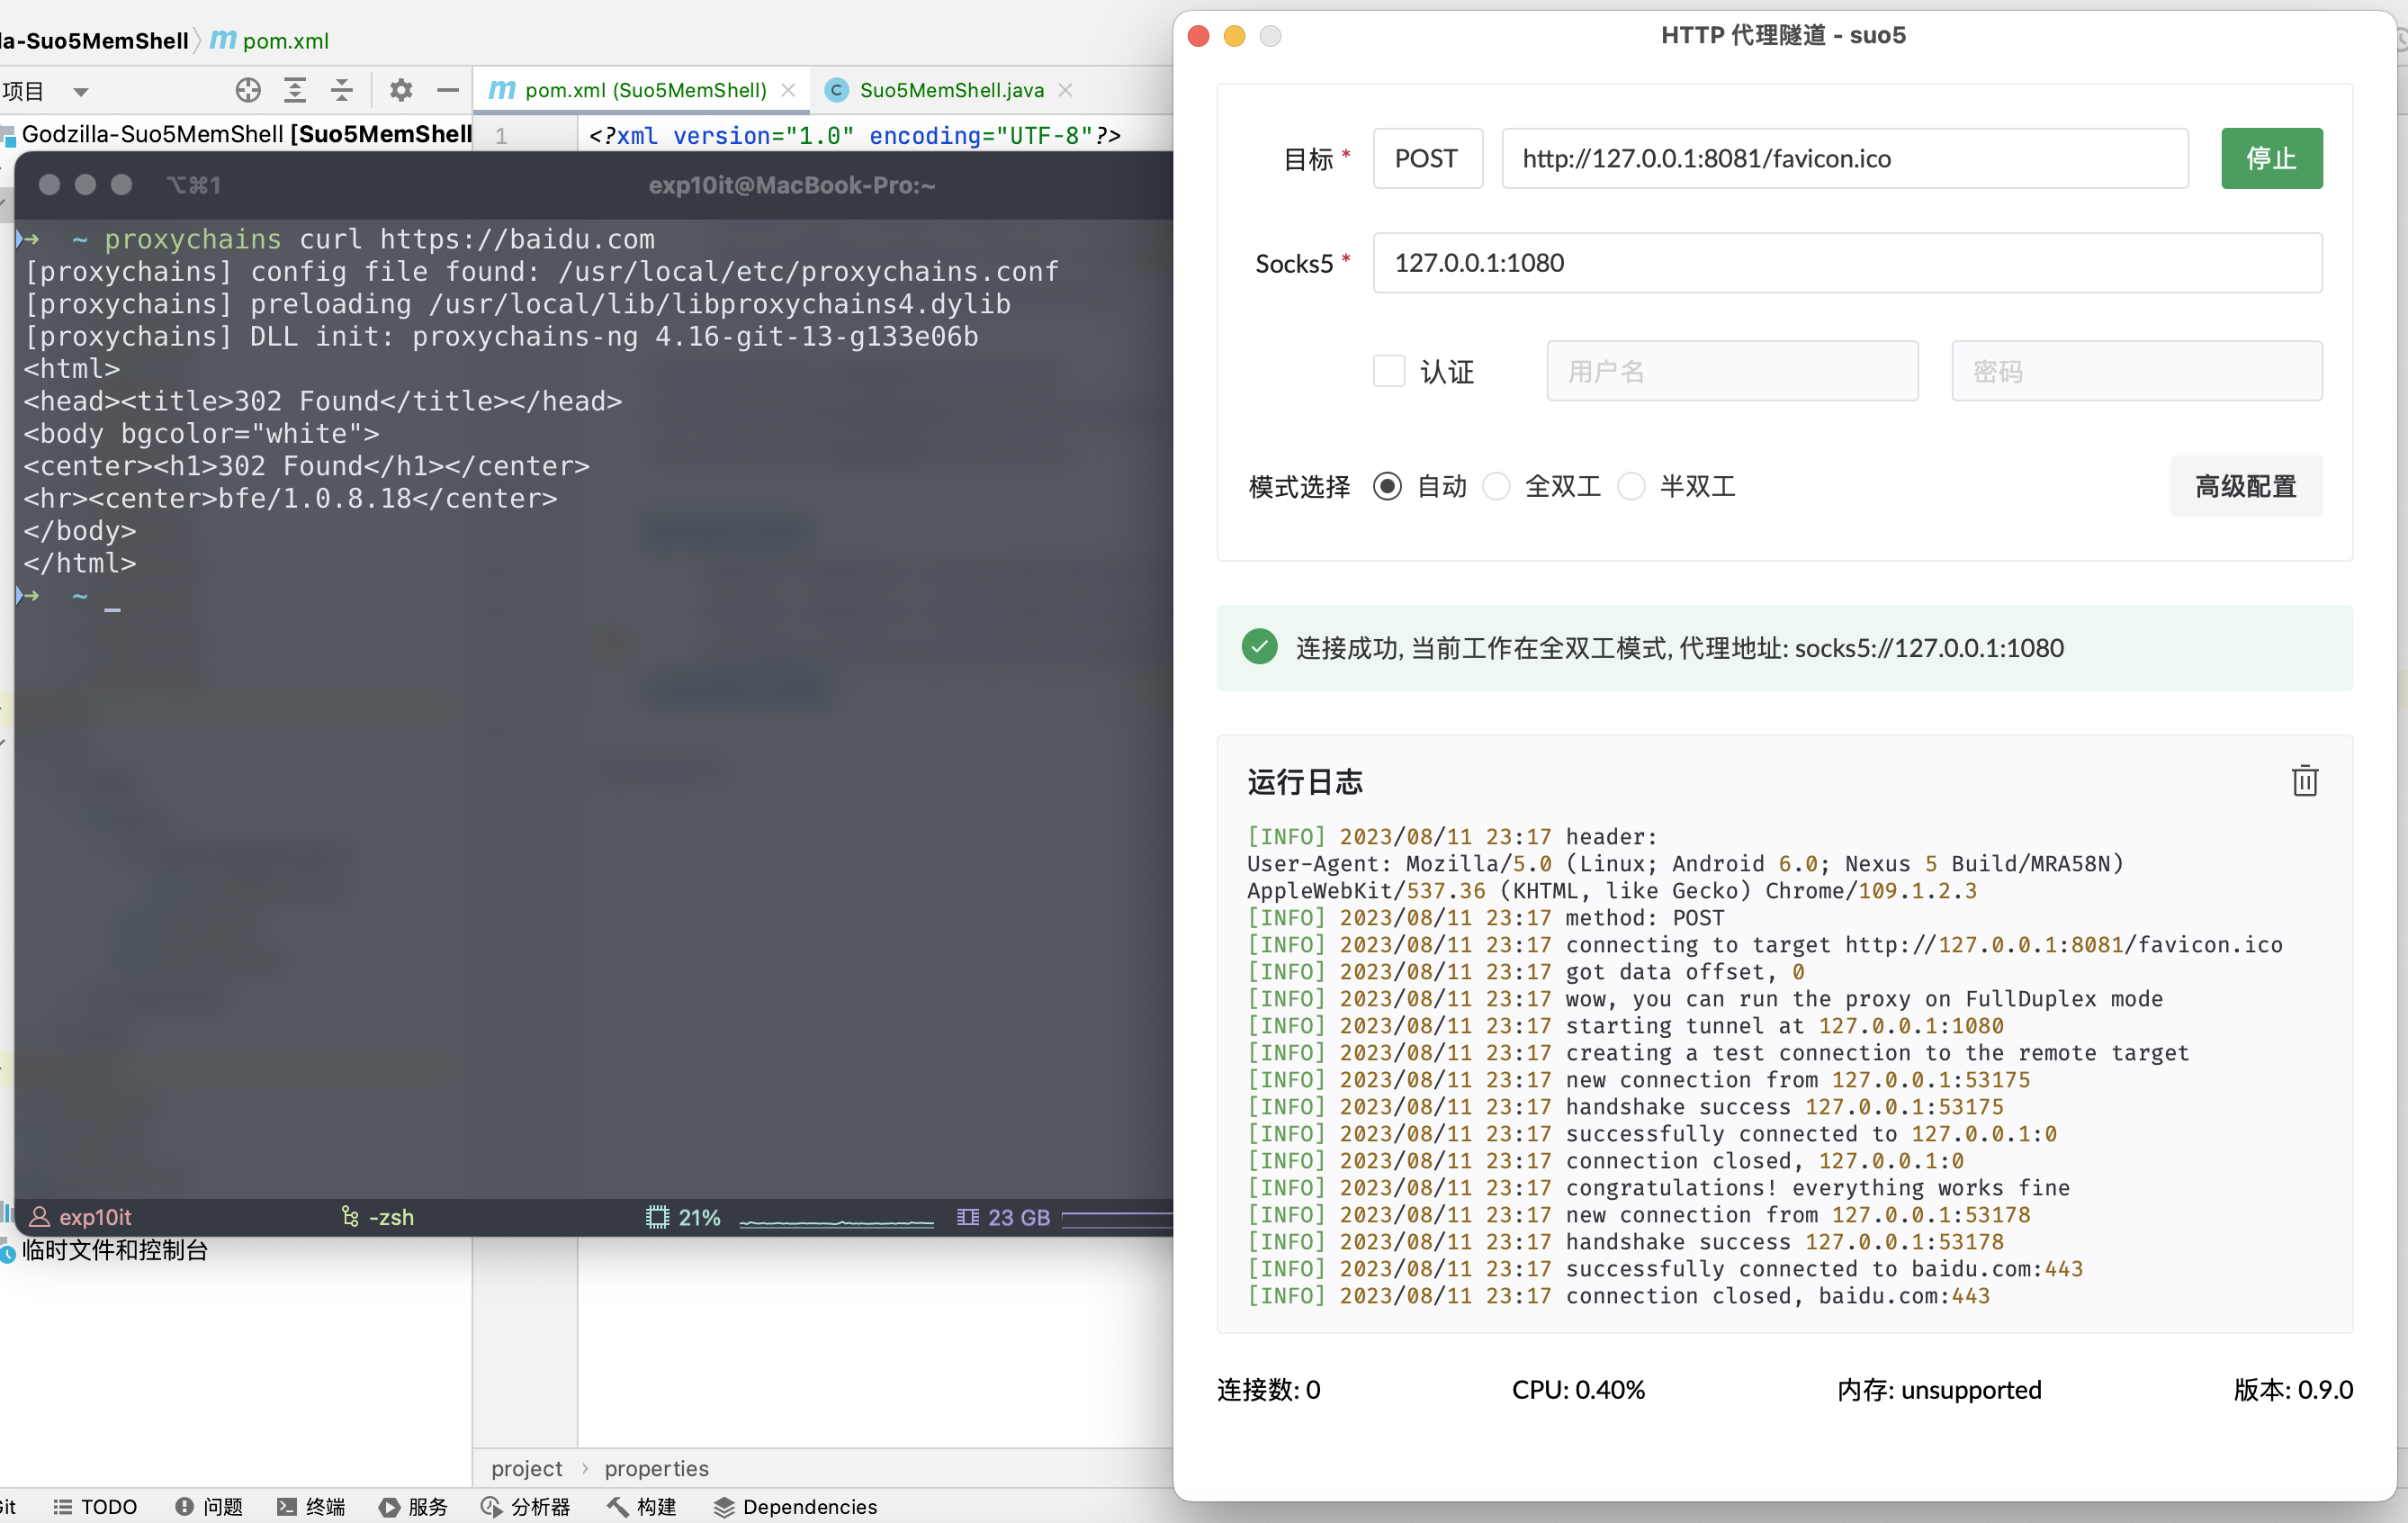 la-Suo5MemShell
pom.xml
项目
pom.xml (Suo5MemShell)
Suo5MemShell.java
Godzilla-Suo5MemShell [Suo5MemShell
1
<?xml version="1.0" encoding="UTF-8"?>
⌥⌘1
exp10it@MacBook-Pro:~
➜ ~ proxychains curl https://baidu.com
[proxychains] config file found: /usr/local/etc/proxychains.conf
[proxychains] preloading /usr/local/lib/libproxychains4.dylib
[proxychains] DLL init: proxychains-ng 4.16-git-13-g133e06b
<html>
<head><title>302 Found</title></head>
<body bgcolor="white">
<center><h1>302 Found</h1></center>
<hr><center>bfe/1.0.8.18</center>
</body>
</html>
➜ ~ _
exp10it
-zsh
21%
23 GB
临时文件和控制台
project › properties
Git
TODO
问题
终端
服务
分析器
构建
Dependencies
HTTP 代理隧道 - suo5
目标 *
POST
http://127.0.0.1:8081/favicon.ico
停止
Socks5 *
127.0.0.1:1080
认证
用户名
密码
模式选择
自动
全双工
半双工
高级配置
连接成功, 当前工作在全双工模式, 代理地址: socks5://127.0.0.1:1080
运行日志
[INFO] 2023/08/11 23:17 header:
User-Agent: Mozilla/5.0 (Linux; Android 6.0; Nexus 5 Build/MRA58N)
AppleWebKit/537.36 (KHTML, like Gecko) Chrome/109.1.2.3
[INFO] 2023/08/11 23:17 method: POST
[INFO] 2023/08/11 23:17 connecting to target http://127.0.0.1:8081/favicon.ico
[INFO] 2023/08/11 23:17 got data offset, 0
[INFO] 2023/08/11 23:17 wow, you can run the proxy on FullDuplex mode
[INFO] 2023/08/11 23:17 starting tunnel at 127.0.0.1:1080
[INFO] 2023/08/11 23:17 creating a test connection to the remote target
[INFO] 2023/08/11 23:17 new connection from 127.0.0.1:53175
[INFO] 2023/08/11 23:17 handshake success 127.0.0.1:53175
[INFO] 2023/08/11 23:17 successfully connected to 127.0.0.1:0
[INFO] 2023/08/11 23:17 connection closed, 127.0.0.1:0
[INFO] 2023/08/11 23:17 congratulations! everything works fine
[INFO] 2023/08/11 23:17 new connection from 127.0.0.1:53178
[INFO] 2023/08/11 23:17 handshake success 127.0.0.1:53178
[INFO] 2023/08/11 23:17 successfully connected to baidu.com:443
[INFO] 2023/08/11 23:17 connection closed, baidu.com:443
连接数: 0
CPU: 0.40%
内存: unsupported
版本: 0.9.0